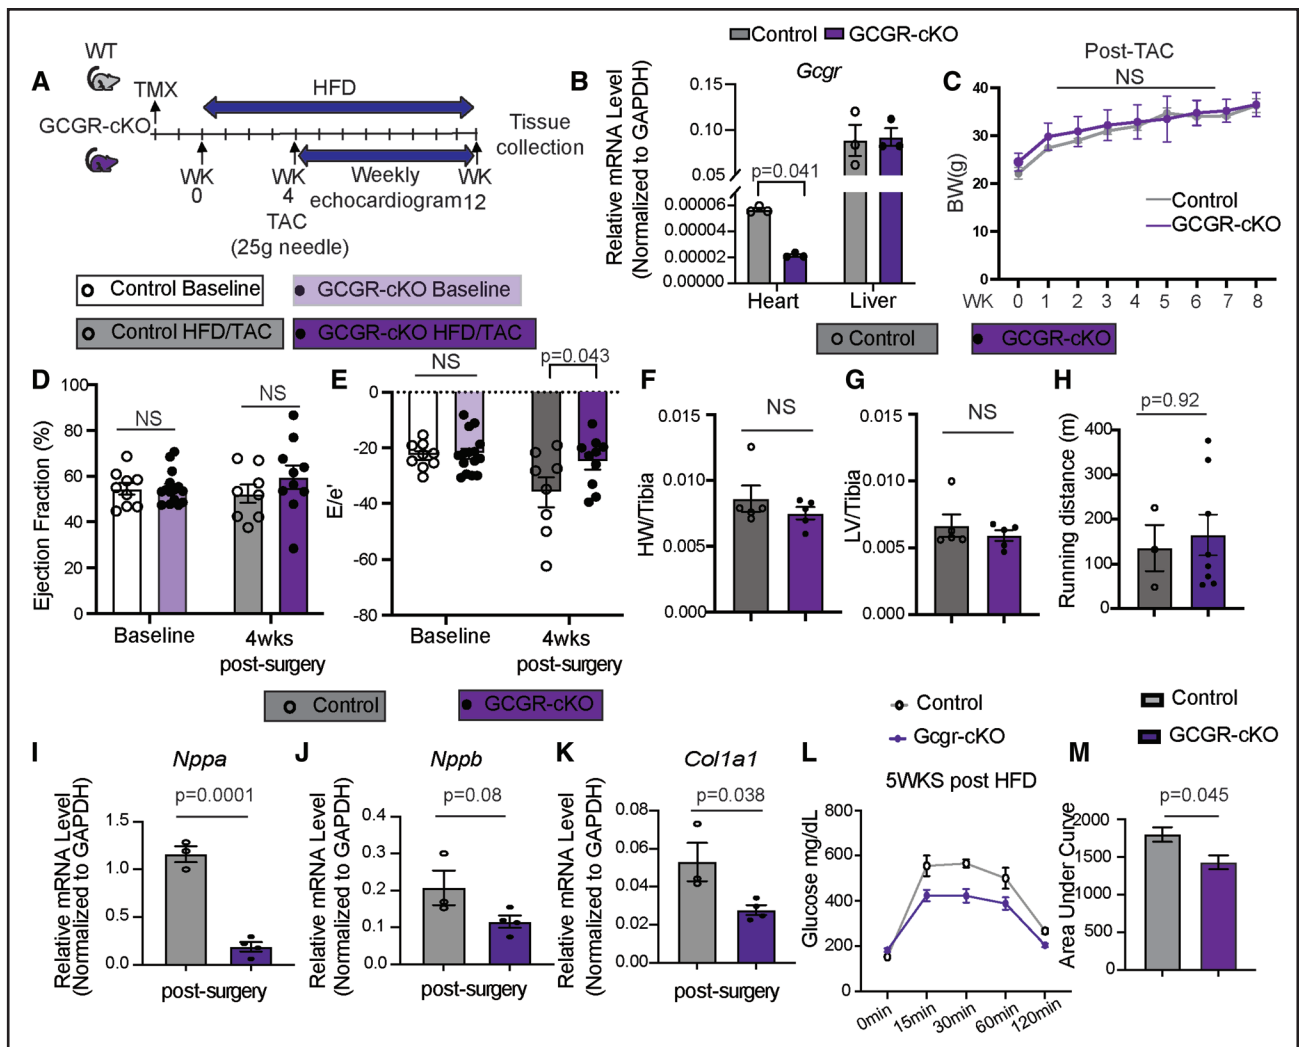 A
WT
TMX
GCGR-cKO
HFD
Tissue
collection
WK
0
WK
4
TAC
(25g needle)
Weekly
echocardiogram
WK
12
Control GCGR-cKO
B
Gcgr
Relative mRNA Level
(Normalized to GAPDH)
0.15
0.10
0.05
0.00006
0.00004
0.00002
0.00000
p=0.041
Heart Liver
C
Post-TAC
NS
BW(g)
40
30
20
10
0
Control
GCGR-cKO
WK 0 1 2 3 4 5 6 7 8
Control Baseline
GCGR-cKO Baseline
Control HFD/TAC
GCGR-cKO HFD/TAC
Control
GCGR-cKO
D
Ejection Fraction (%)
100
80
60
40
20
0
NS
NS
Baseline
4wks
post-surgery
E
E/e'
0
-20
-40
-60
-80
NS
p=0.043
Baseline
4wks
post-surgery
F
HW/Tibia
0.015
0.010
0.005
0.000
NS
G
LV/Tibia
0.015
0.010
0.005
0.000
NS
H
Running distance (m)
400
300
200
100
0
p=0.92
Control
GCGR-cKO
I
Nppa
Relative mRNA Level
(Normalized to GAPDH)
p=0.0001
1.5
1.0
0.5
0.0
post-surgery
J
Nppb
Relative mRNA Level
(Normalized to GAPDH)
p=0.08
0.4
0.3
0.2
0.1
0.0
post-surgery
K
Col1a1
Relative mRNA Level
(Normalized to GAPDH)
p=0.038
0.08
0.06
0.04
0.02
0.00
post-surgery
Control
Gcgr-cKO
L
5WKS post HFD
Glucose mg/dL
800
600
400
200
0
0min 15min 30min 60min 120min
Control
GCGR-cKO
M
Area Under Curve
p=0.045
2000
1500
1000
500
0